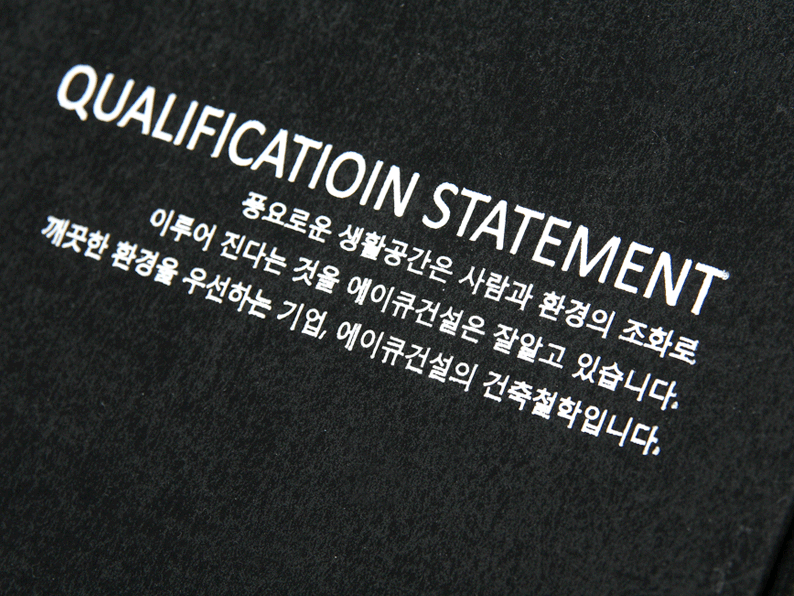 QUALIFICATIOIN STATEMENT
풍요로운 생활공간은 사람과 환경의 조화로
이루어 진다는 것을 에이큐건설은 잘알고 있습니다.
깨끗한 환경을 우선하는 기업, 에이큐건설의 건축철학입니다.